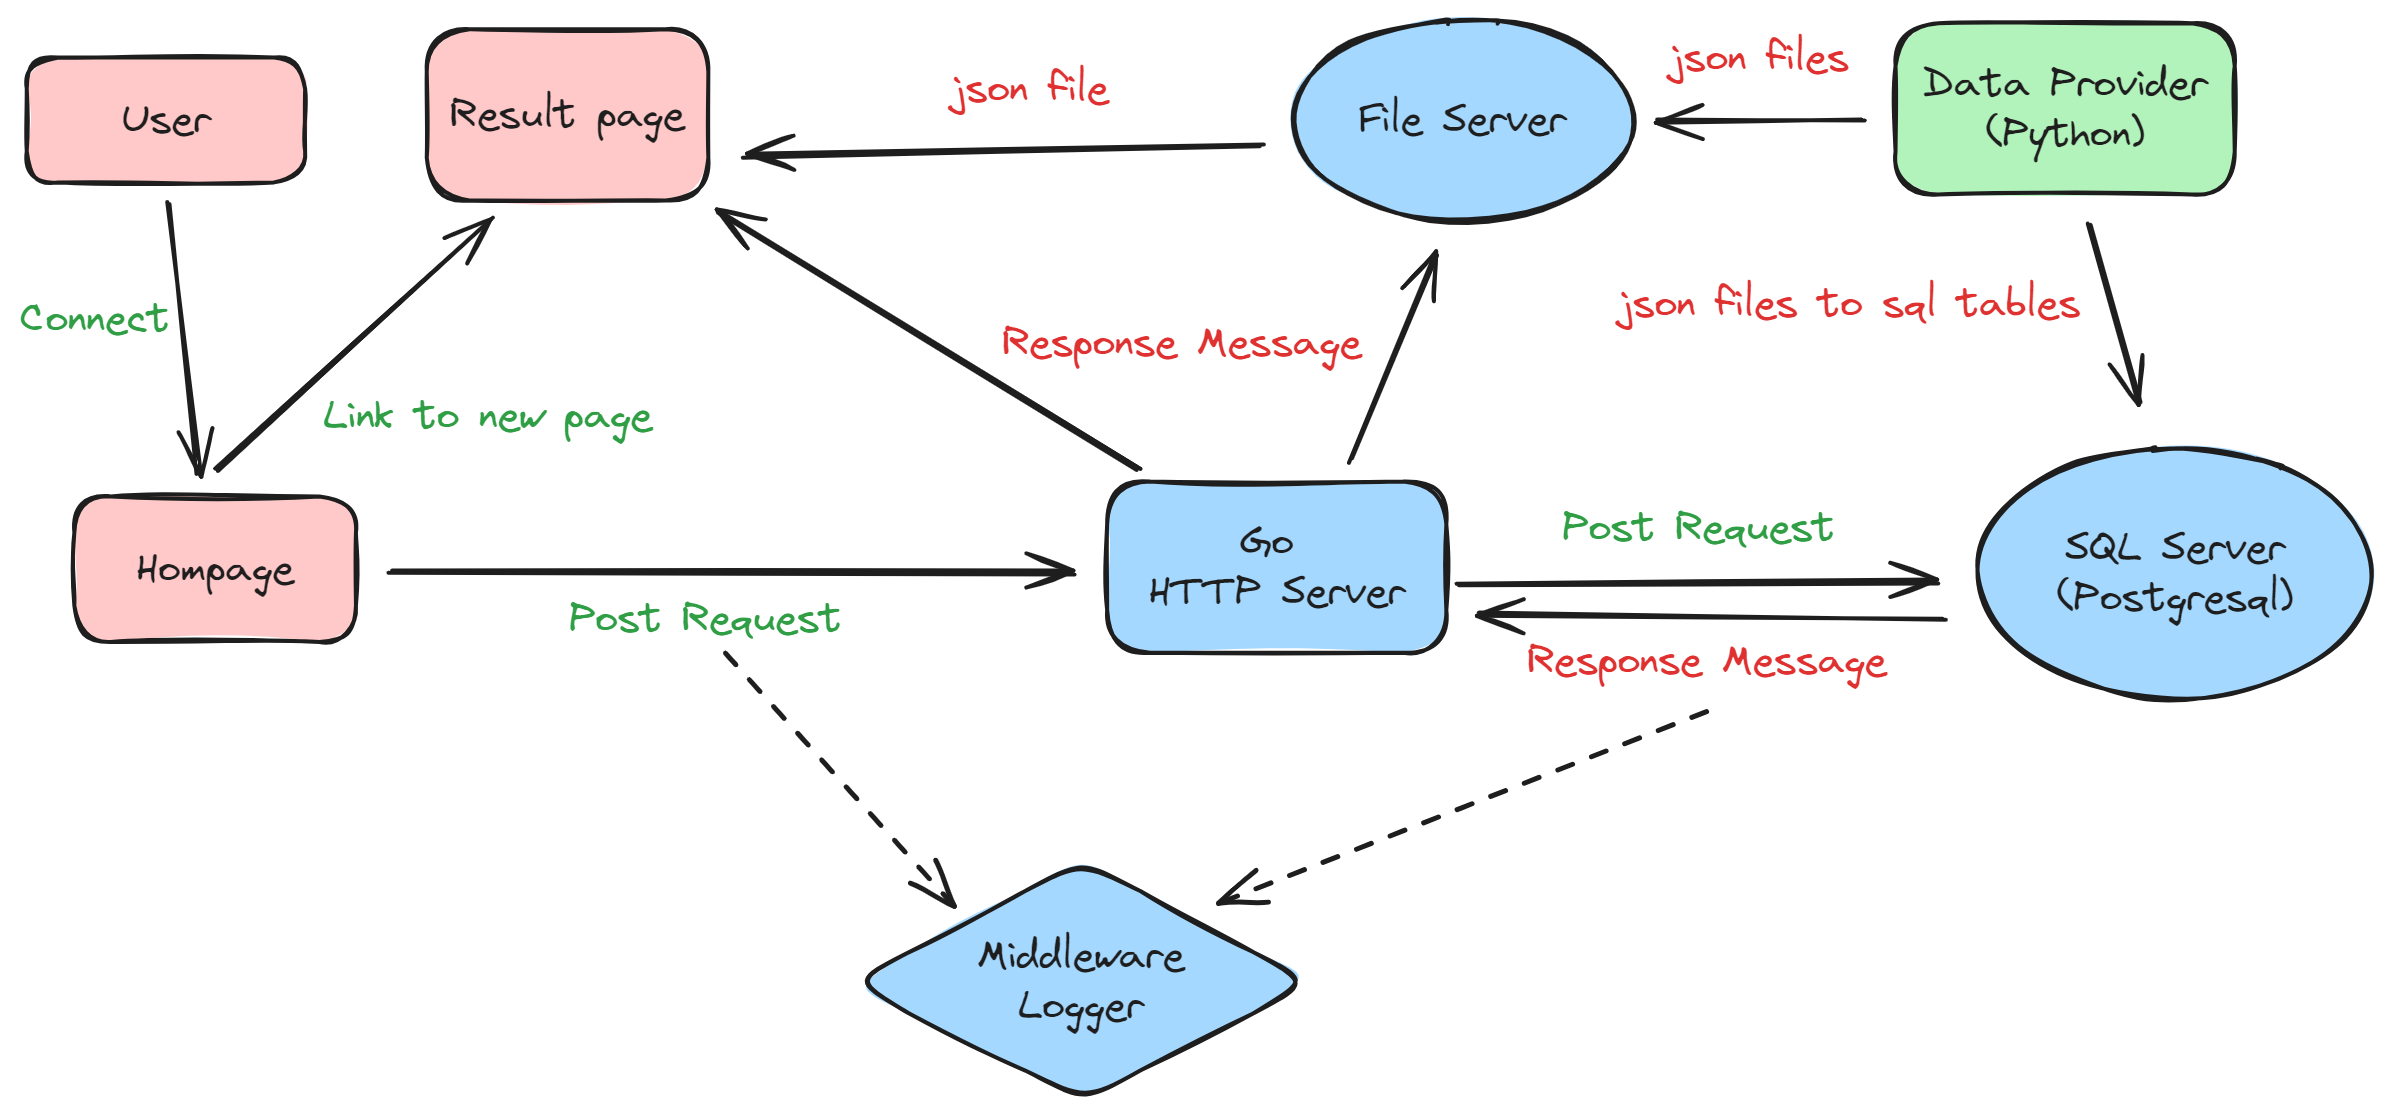 User
Result page
json file
File Server
json files
Data Provider
(Python)
Connect
Link to new page
Response Message
json files to sql tables
Hompage
Post Request
Go
HTTP Server
Post Request
Response Message
SQL Server
(Postgresql)
Middleware
Logger